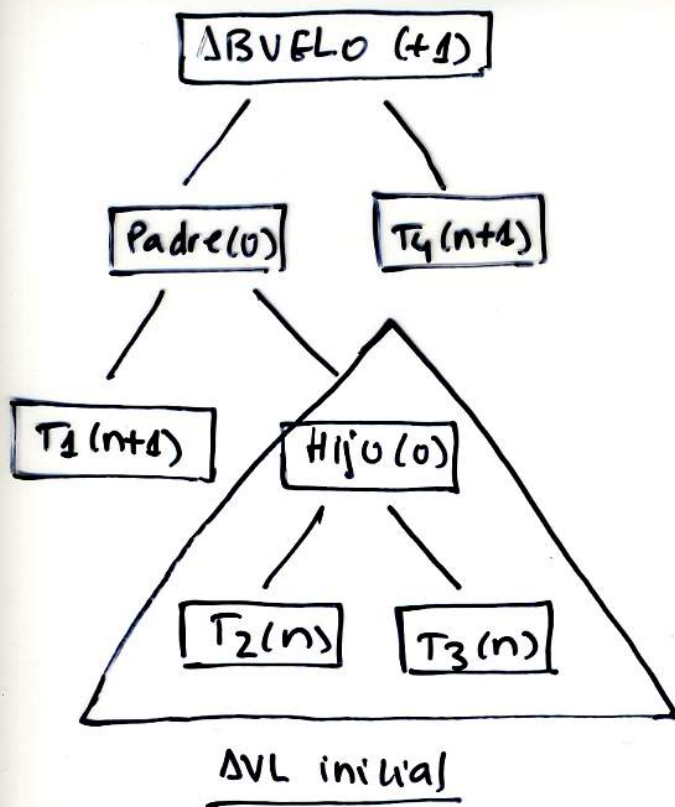 ABUELO (+1)
Padre(0)
T4(n+1)
T1(n+1)
Hijo(0)
T2(n)
T3(n)
AVL inicial